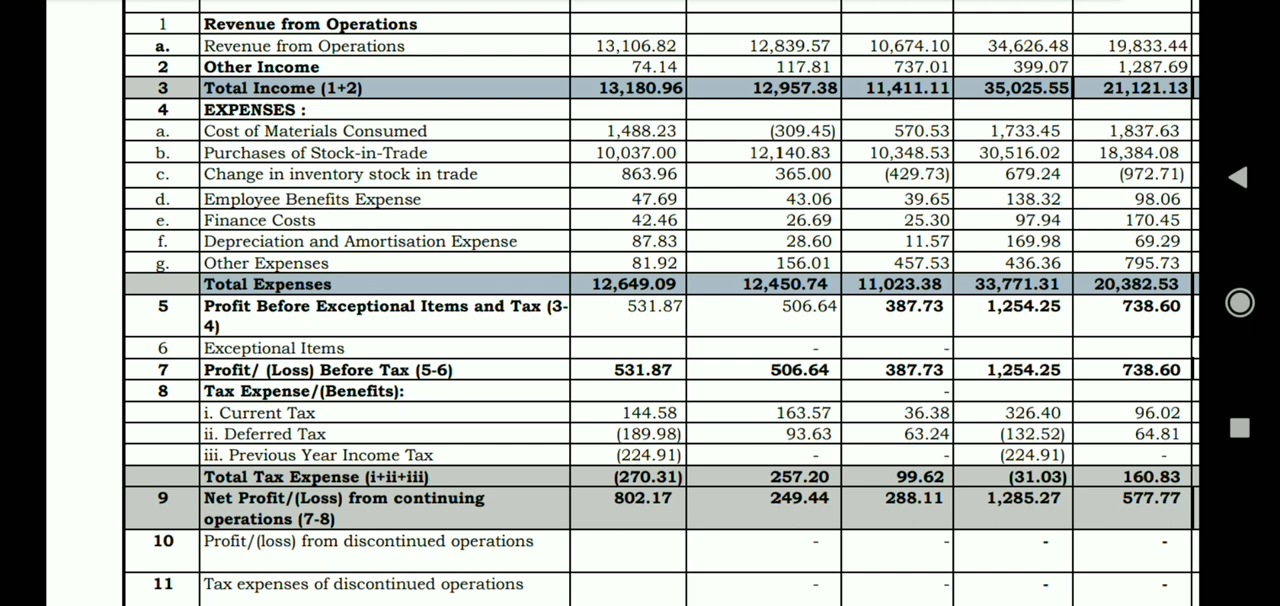 1 Revenue from Operations
a. Revenue from Operations 13,106.82 12,839.57 10,674.10 34,626.48 19,833.44
2 Other Income 74.14 117.81 737.01 399.07 1,287.69
3 Total Income (1+2) 13,180.96 12,957.38 11,411.11 35,025.55 21,121.13
4 EXPENSES :
a. Cost of Materials Consumed 1,488.23 (309.45) 570.53 1,733.45 1,837.63
b. Purchases of Stock-in-Trade 10,037.00 12,140.83 10,348.53 30,516.02 18,384.08
c. Change in inventory stock in trade 863.96 365.00 (429.73) 679.24 (972.71)
d. Employee Benefits Expense 47.69 43.06 39.65 138.32 98.06
e. Finance Costs 42.46 26.69 25.30 97.94 170.45
f. Depreciation and Amortisation Expense 87.83 28.60 11.57 169.98 69.29
g. Other Expenses 81.92 156.01 457.53 436.36 795.73
Total Expenses 12,649.09 12,450.74 11,023.38 33,771.31 20,382.53
5 Profit Before Exceptional Items and Tax (3- 531.87 506.64 387.73 1,254.25 738.60
4)
6 Exceptional Items - -
7 Profit/ (Loss) Before Tax (5-6) 531.87 506.64 387.73 1,254.25 738.60
8 Tax Expense/(Benefits): -
i. Current Tax 144.58 163.57 36.38 326.40 96.02
ii. Deferred Tax (189.98) 93.63 63.24 (132.52) 64.81
iii. Previous Year Income Tax (224.91) - - (224.91) -
Total Tax Expense (i+ii+iii) (270.31) 257.20 99.62 (31.03) 160.83
9 Net Profit/(Loss) from continuing 802.17 249.44 288.11 1,285.27 577.77
operations (7-8)
10 Profit/(loss) from discontinued operations - - - -
11 Tax expenses of discontinued operations - - - -